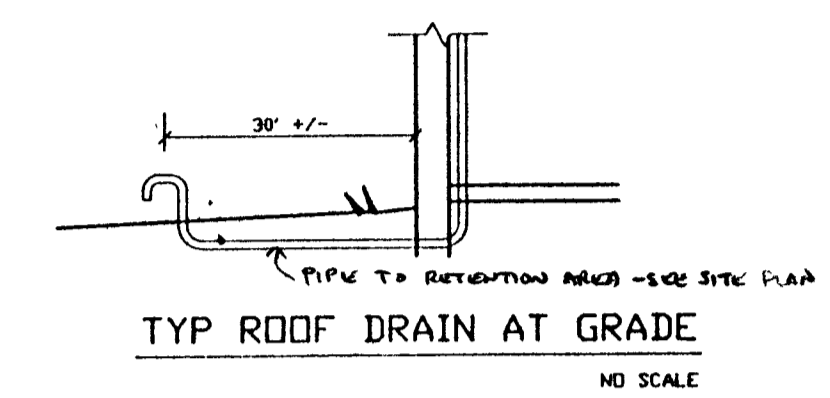 30' +/-
PIPE TO RETENTION AREA - SEE SITE PLAN
TYP ROOF DRAIN AT GRADE
NO SCALE